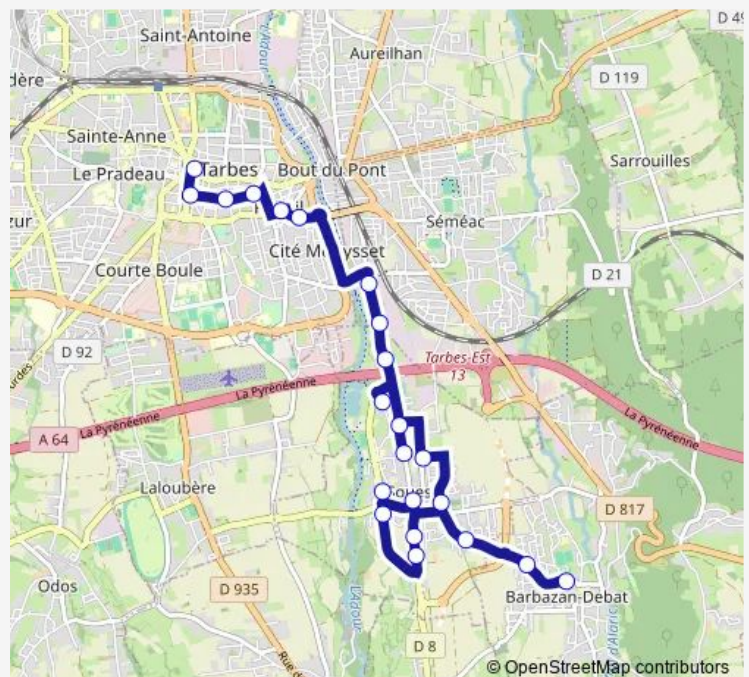 D 49
Saint-Antoine
l'Adour
Aureilhan
D 119
Sainte-Anne
Sarrouilles
Tarbes
Bout du Pont
Le Pradeau
Séméac
Courte Boule
D 21
D 92
Tarbes-Est
13
La Pyrénéenne
La Pyrénéenne
La Pyrénéenne
A 64
Laloubère
D 817
Odos
D 935
Barbazan-Debat
L'Adour
D 8
© OpenStreetMap contributors